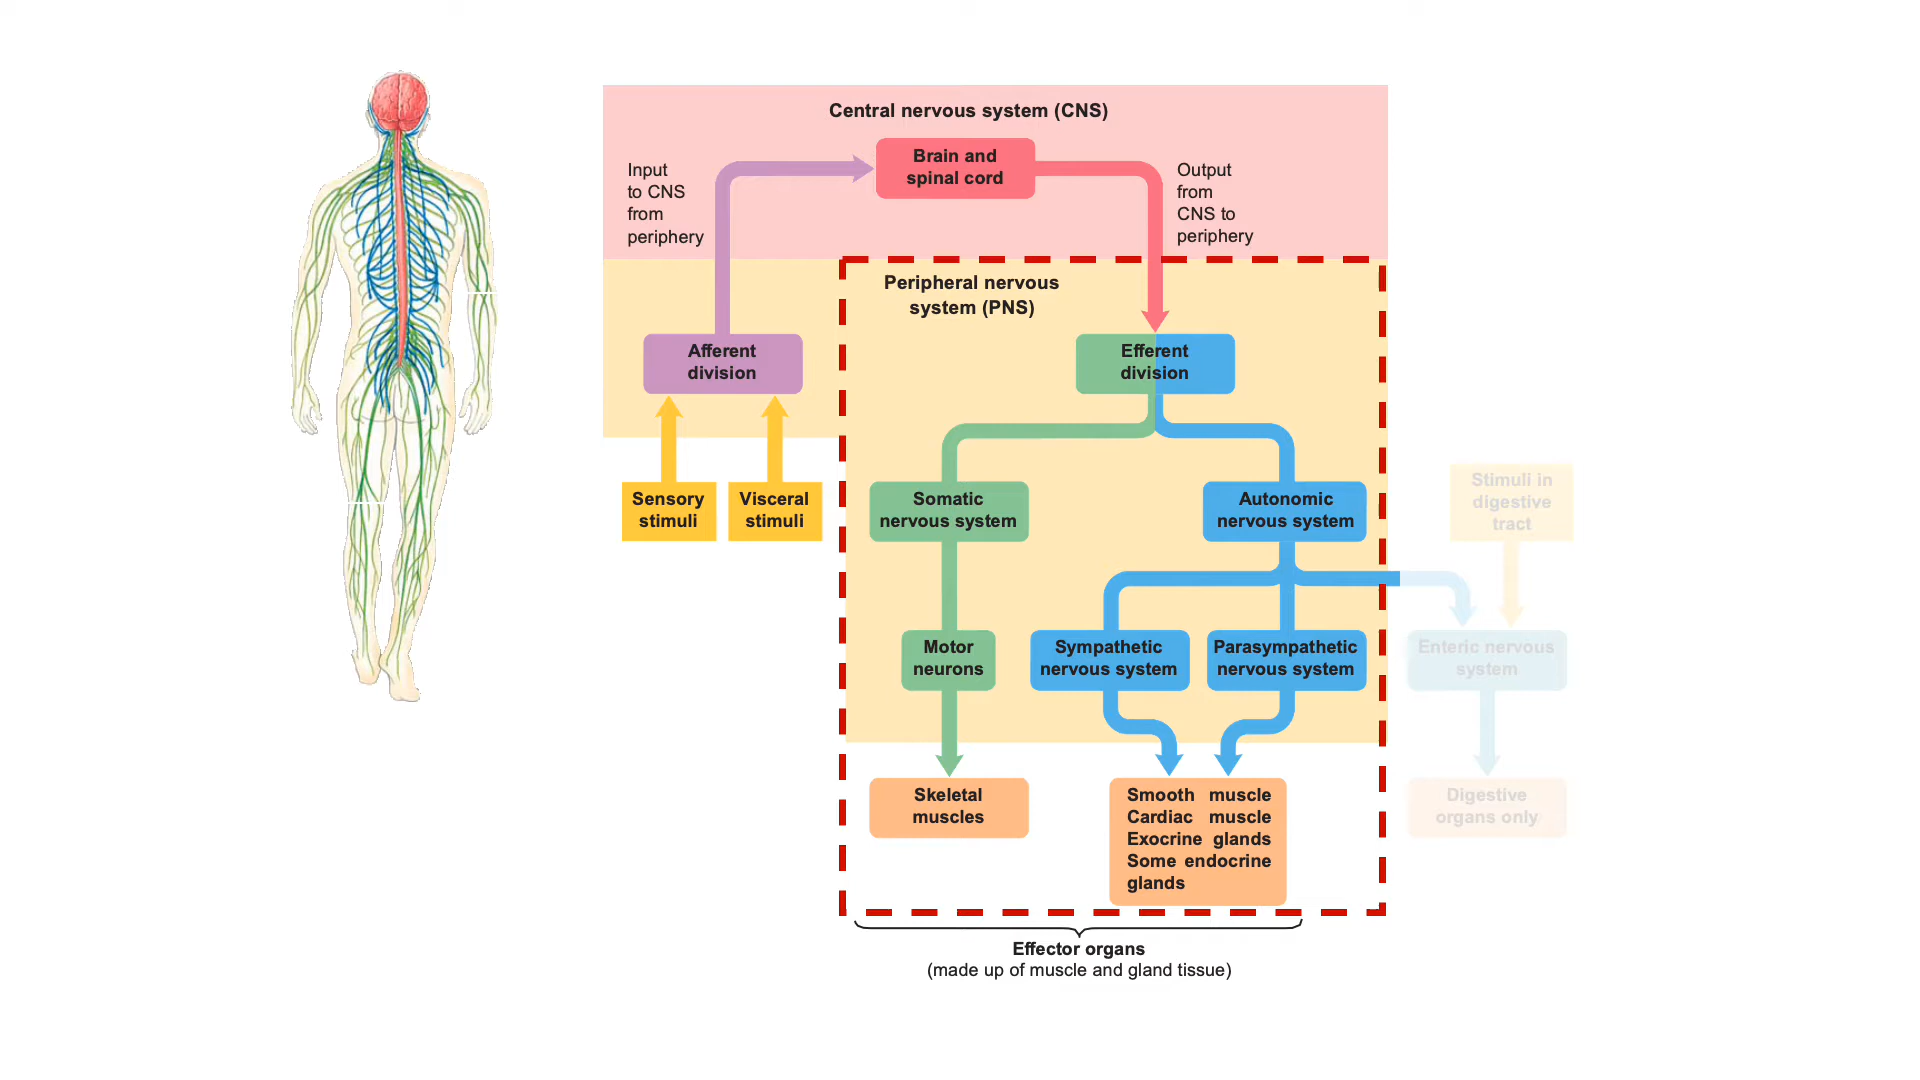 Central nervous system (CNS)
Brain and
spinal cord
Input
to CNS
from
periphery
Output
from
CNS to
periphery
Peripheral nervous
system (PNS)
Afferent
division
Efferent
division
Sensory
stimuli
Visceral
stimuli
Somatic
nervous system
Autonomic
nervous system
Stimuli in
digestive
tract
Motor
neurons
Sympathetic
nervous system
Parasympathetic
nervous system
Enteric nervous
system
Skeletal
muscles
Smooth muscle
Cardiac muscle
Exocrine glands
Some endocrine
glands
Digestive
organs only
Effector organs
(made up of muscle and gland tissue)